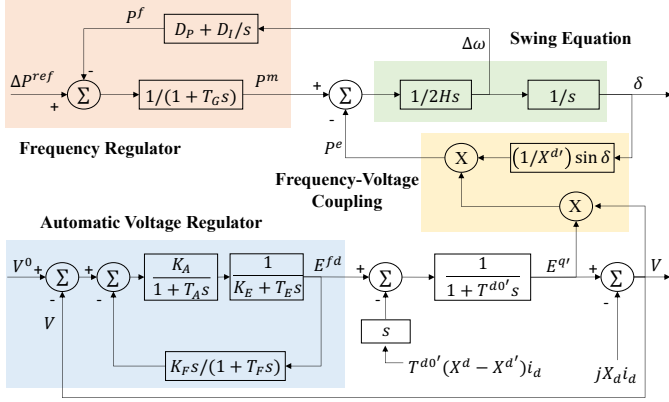 P^f
D_P + D_I/s
Δω
Swing Equation
ΔP^{ref}
-
+
Σ
1/(1 + T_G s)
P^m
+
-
Σ
1/2Hs
1/s
δ
Frequency Regulator
P^e
X
(1/X^{d′}) sin δ
Frequency-Voltage
Coupling
X
Automatic Voltage Regulator
V^0
+
-
Σ
+
-
Σ
K_A
1 + T_A s
1
K_E + T_E s
E^{fd}
+
-
Σ
1
1 + T^{d0′} s
E^{q′}
+
-
Σ
V
V
s
K_F s/(1 + T_F s)
T^{d0′}(X^d − X^{d′})i_d
jX_d i_d